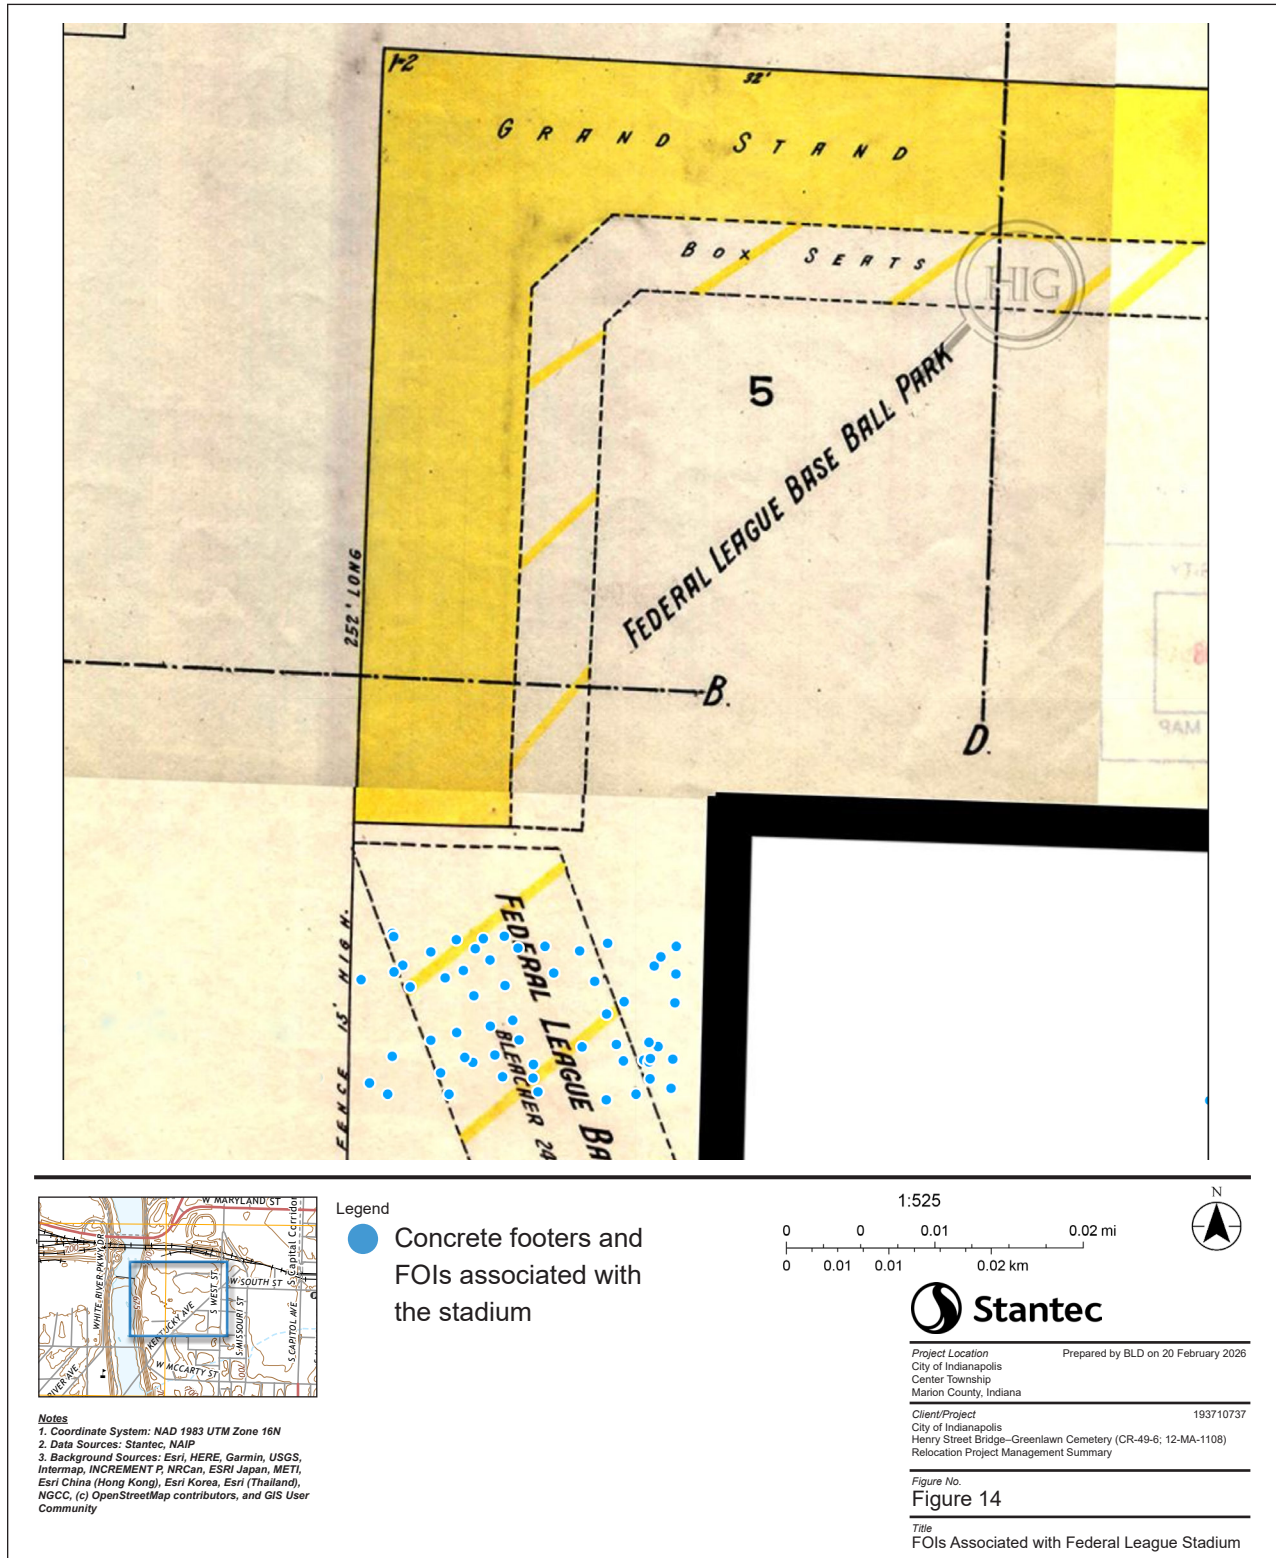 1=2
32'
GRAND STAND
BOX SEATS
HIG
5
FEDERAL LEAGUE BASE BALL PARK
252' LONG
B.
D.
MAP
FENCE 15' HIGH.
FEDERAL LEAGUE BA
BLEACHER 24
W MARYLAND ST
WHITE RIVER PKWY DR
S Capital Corridor
W SOUTH ST
S WEST ST
S MISSOURI ST
KENTUCKY AVE
S CAPITOL AVE
W MCCARTY ST
RIVER AVE
Legend
Concrete footers and
FOIs associated with
the stadium
1:525
0 0 0.01 0.02 mi
0 0.01 0.01 0.02 km
N
Stantec
Project Location Prepared by BLD on 20 February 2026
City of Indianapolis
Center Township
Marion County, Indiana
Client/Project 193710737
City of Indianapolis
Henry Street Bridge–Greenlawn Cemetery (CR-49-6; 12-MA-1108)
Relocation Project Management Summary
Figure No.
Figure 14
Title
FOIs Associated with Federal League Stadium
Notes
1. Coordinate System: NAD 1983 UTM Zone 16N
2. Data Sources: Stantec, NAIP
3. Background Sources: Esri, HERE, Garmin, USGS,
Intermap, INCREMENT P, NRCan, ESRI Japan, METI,
Esri China (Hong Kong), Esri Korea, Esri (Thailand),
NGCC, (c) OpenStreetMap contributors, and GIS User
Community